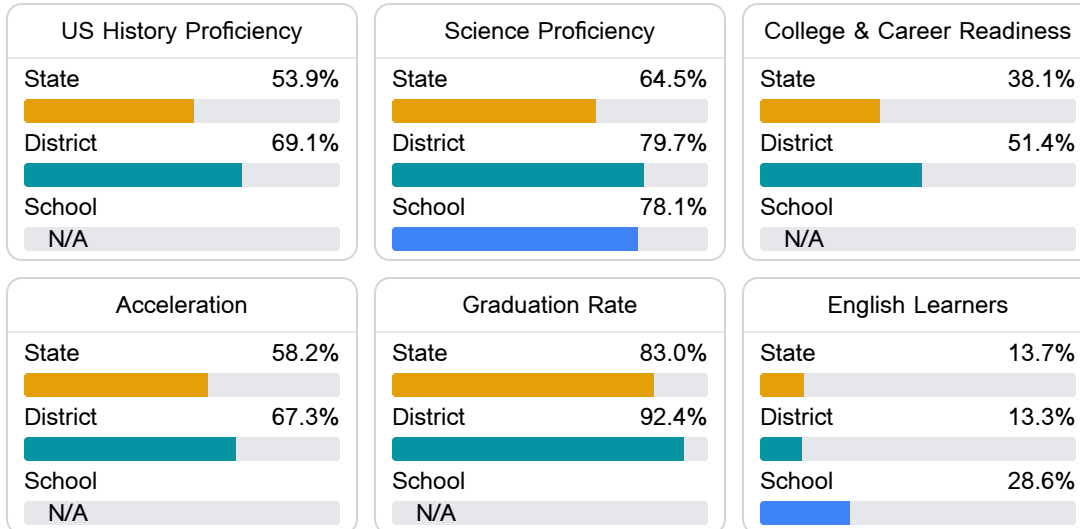 US History Proficiency
State 53.9%
District 69.1%
School
N/A
Science Proficiency
State 64.5%
District 79.7%
School 78.1%
College & Career Readiness
State 38.1%
District 51.4%
School
N/A
Acceleration
State 58.2%
District 67.3%
School
N/A
Graduation Rate
State 83.0%
District 92.4%
School
N/A
English Learners
State 13.7%
District 13.3%
School 28.6%